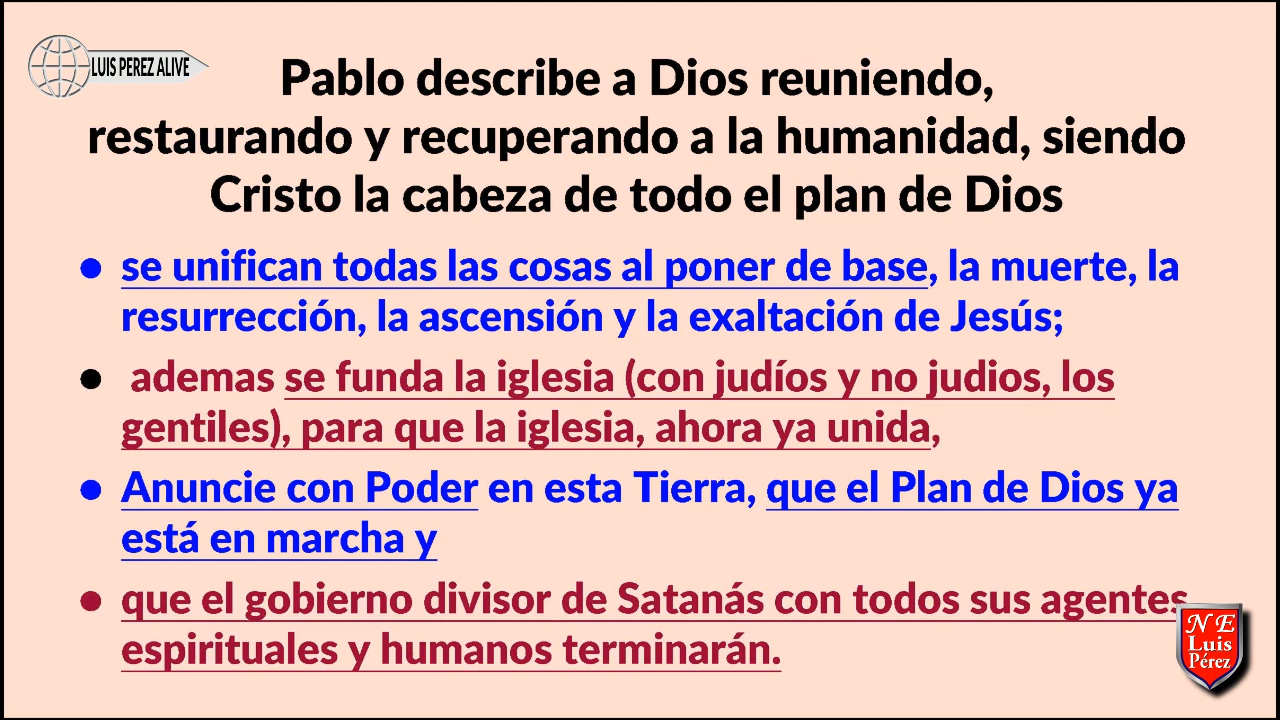 LUIS PEREZ ALIVE
Pablo describe a Dios reuniendo,
restaurando y recuperando a la humanidad, siendo
Cristo la cabeza de todo el plan de Dios
● se unifican todas las cosas al poner de base, la muerte, la
resurrección, la ascensión y la exaltación de Jesús;
● ademas se funda la iglesia (con judíos y no judios, los
gentiles), para que la iglesia, ahora ya unida,
● Anuncie con Poder en esta Tierra, que el Plan de Dios ya
está en marcha y
● que el gobierno divisor de Satanás con todos sus agentes
espirituales y humanos terminarán.
N E
Luis
Pérez